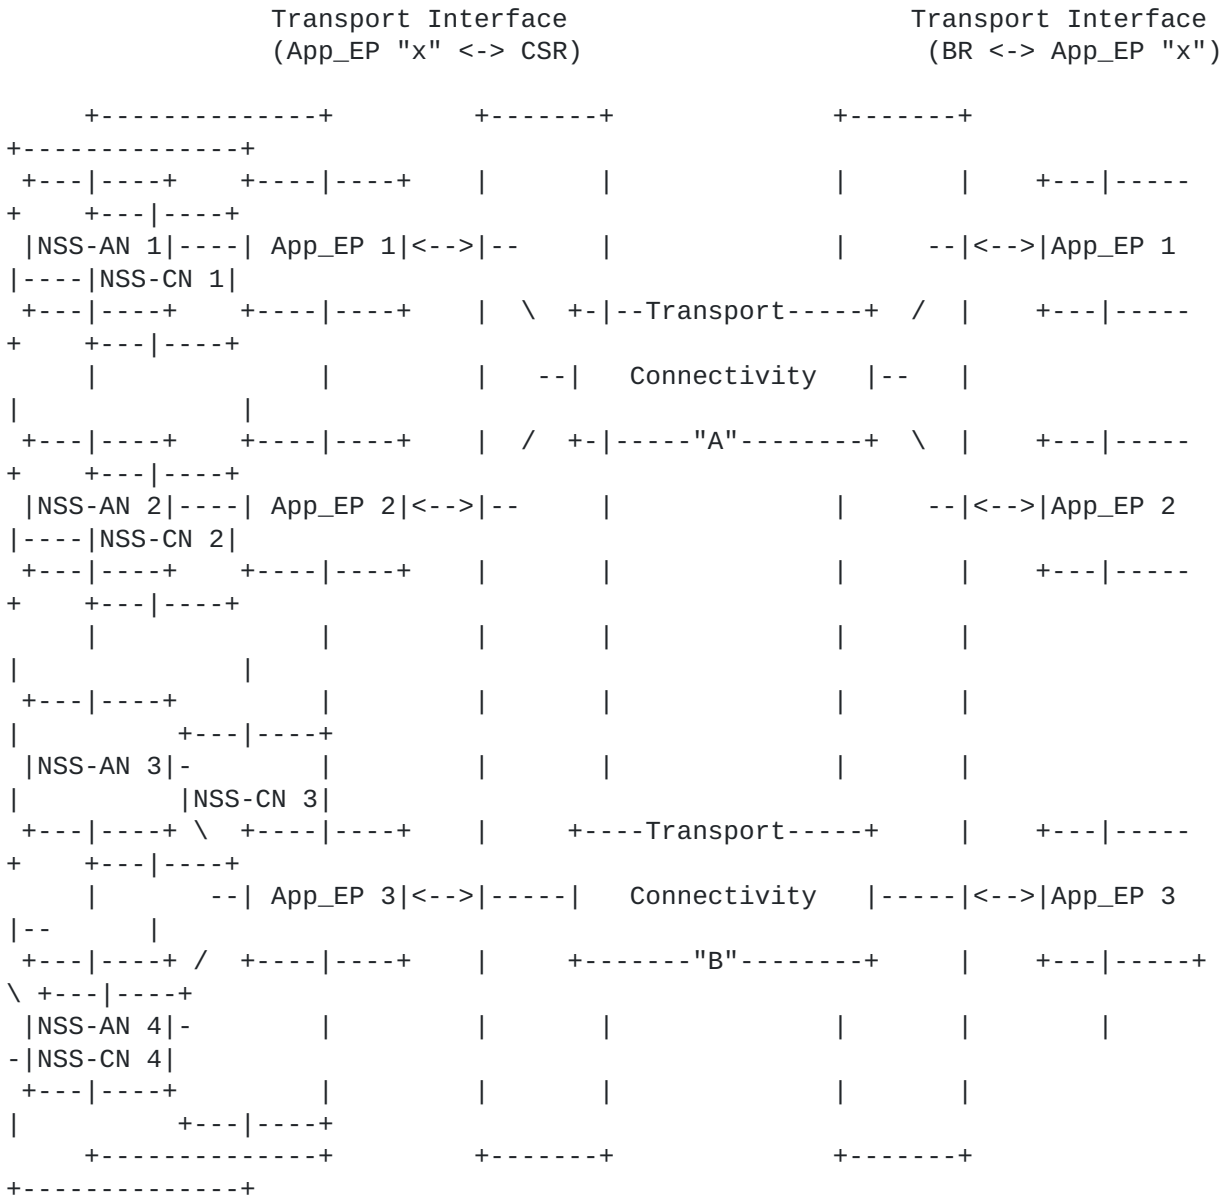 Transport Interface                      Transport Interface
                 (App_EP "x" <-> CSR)                      (BR <-> App_EP "x")

     +--------------+         +-------+              +-------+
+--------------+
 +---|----+    +----|----+    |       |              |       |    +---|-----
+    +---|----+
 |NSS-AN 1|----| App_EP 1|<-->|--     |              |     --|<-->|App_EP 1
|----|NSS-CN 1|
 +---|----+    +----|----+    |  \  +-|--Transport-----+  /  |    +---|-----
+    +---|----+
     |              |         |   --|   Connectivity   |--   |
|              |
 +---|----+    +----|----+    |  /  +-|-----"A"--------+  \  |    +---|-----
+    +---|----+
 |NSS-AN 2|----| App_EP 2|<-->|--     |              |     --|<-->|App_EP 2
|----|NSS-CN 2|
 +---|----+    +----|----+    |       |              |       |    +---|-----
+    +---|----+
     |              |         |       |              |       |
|              |
 +---|----+         |         |       |              |       |
|          +---|----+
 |NSS-AN 3|-        |         |       |              |       |
|          |NSS-CN 3|
 +---|----+ \  +----|----+    |     +----Transport-----+     |    +---|-----
+    +---|----+
     |       --| App_EP 3|<-->|-----|   Connectivity   |-----|<-->|App_EP 3
|--       |
 +---|----+ /  +----|----+    |     +-------"B"--------+     |    +---|-----+
\ +---|----+
 |NSS-AN 4|-        |         |       |              |       |        |
-|NSS-CN 4|
 +---|----+         |         |       |              |       |
|          +---|----+
     +--------------+         +-------+              +-------+
+--------------+